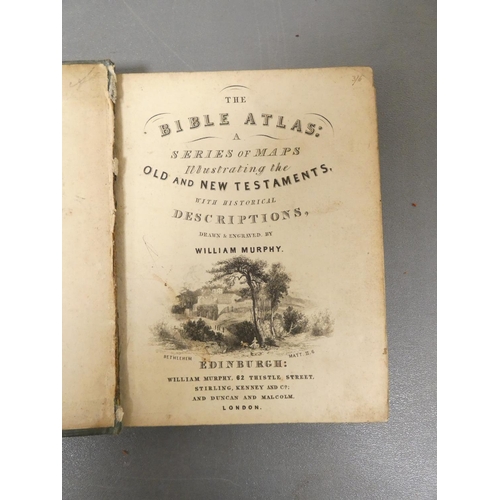 THE
BIBLE ATLAS:
A
SERIES OF MAPS
Illustrating the
OLD AND NEW TESTAMENTS,
WITH HISTORICAL
DESCRIPTIONS,
DRAWN & ENGRAVED, BY
WILLIAM MURPHY.
BETHLEHEM
MATT. II. 6
EDINBURGH:
WILLIAM MURPHY, 62 THISTLE, STREET,
STIRLING, KENNEY AND Co;
AND DUNCAN AND MALCOLM.
LONDON.